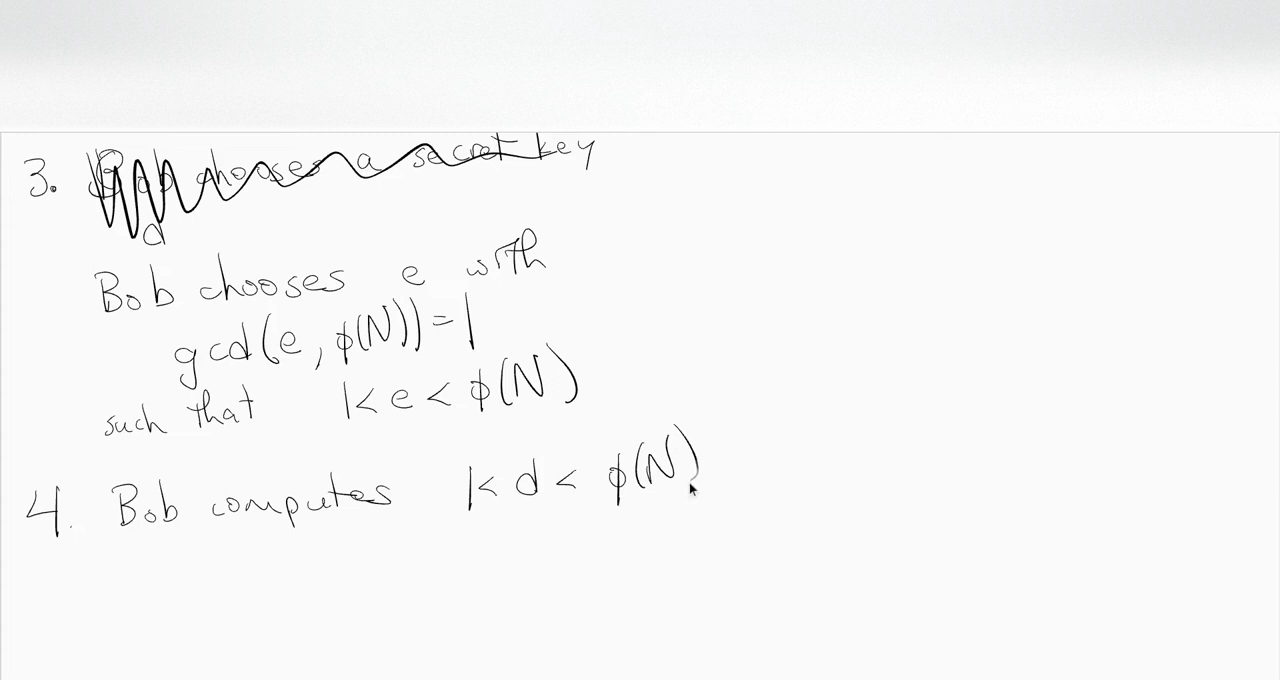 3. Bob chooses a secret key
d
Bob chooses e with
gcd(e, φ(N)) = 1
such that 1 < e < φ(N)
4. Bob computes 1 < d < φ(N)